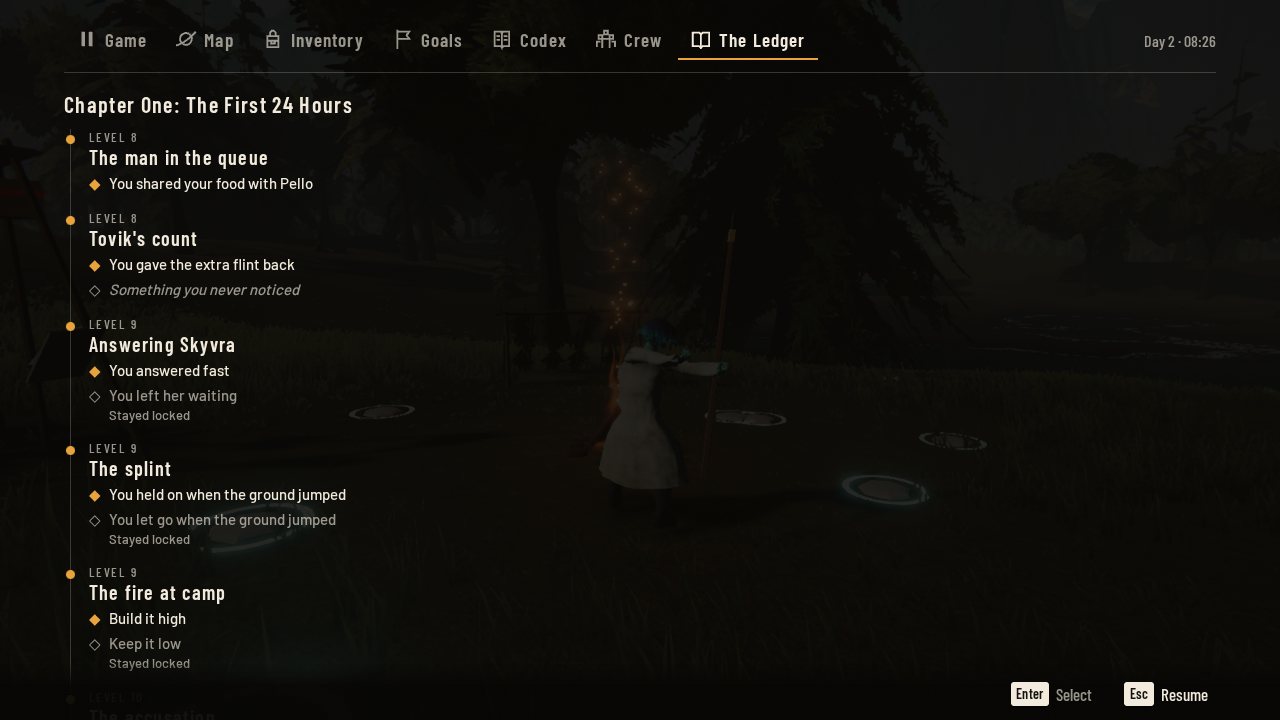 Game Map Inventory Goals Codex Crew The Ledger Day 2 · 08:26
Chapter One: The First 24 Hours
LEVEL 8
The man in the queue
You shared your food with Pello
LEVEL 8
Tovik's count
You gave the extra flint back
Something you never noticed
LEVEL 9
Answering Skyvra
You answered fast
You left her waiting
Stayed locked
LEVEL 9
The splint
You held on when the ground jumped
You let go when the ground jumped
Stayed locked
LEVEL 9
The fire at camp
Build it high
Keep it low
Stayed locked
LEVEL 10
The accusation
Enter Select Esc Resume